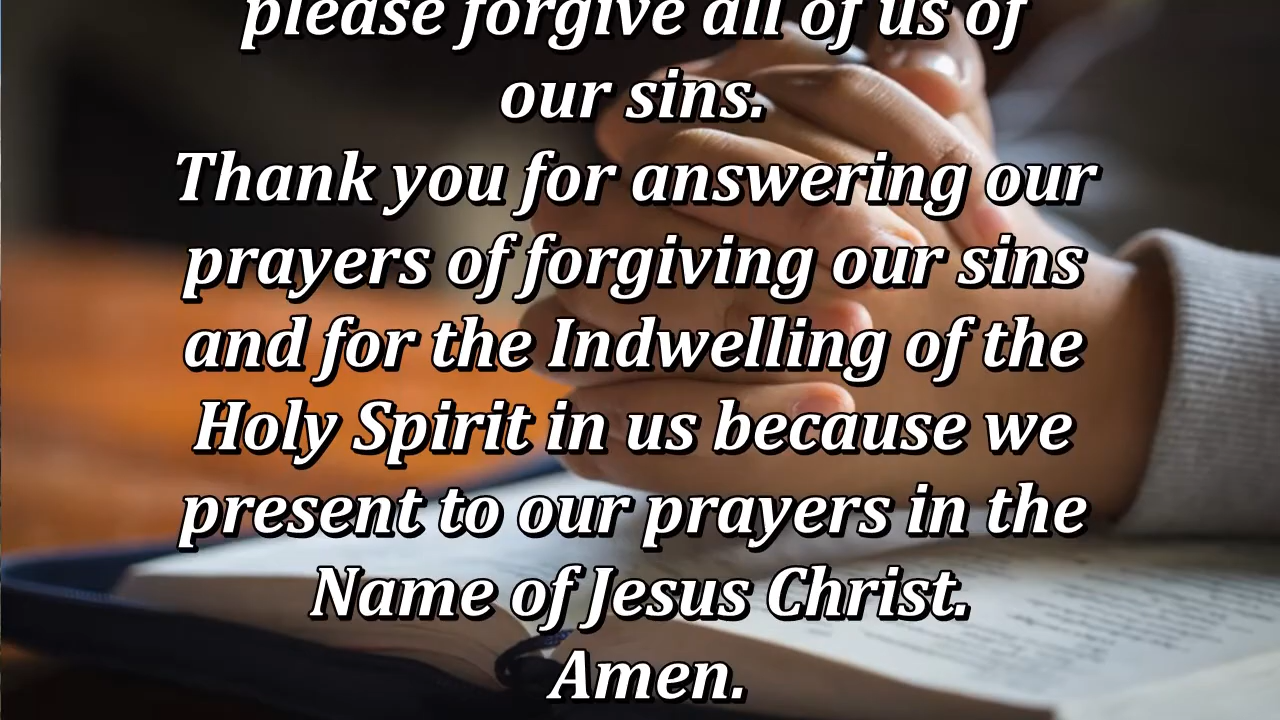 please forgive all of us of
our sins.
Thank you for answering our
prayers of forgiving our sins
and for the Indwelling of the
Holy Spirit in us because we
present to our prayers in the
Name of Jesus Christ.
Amen.